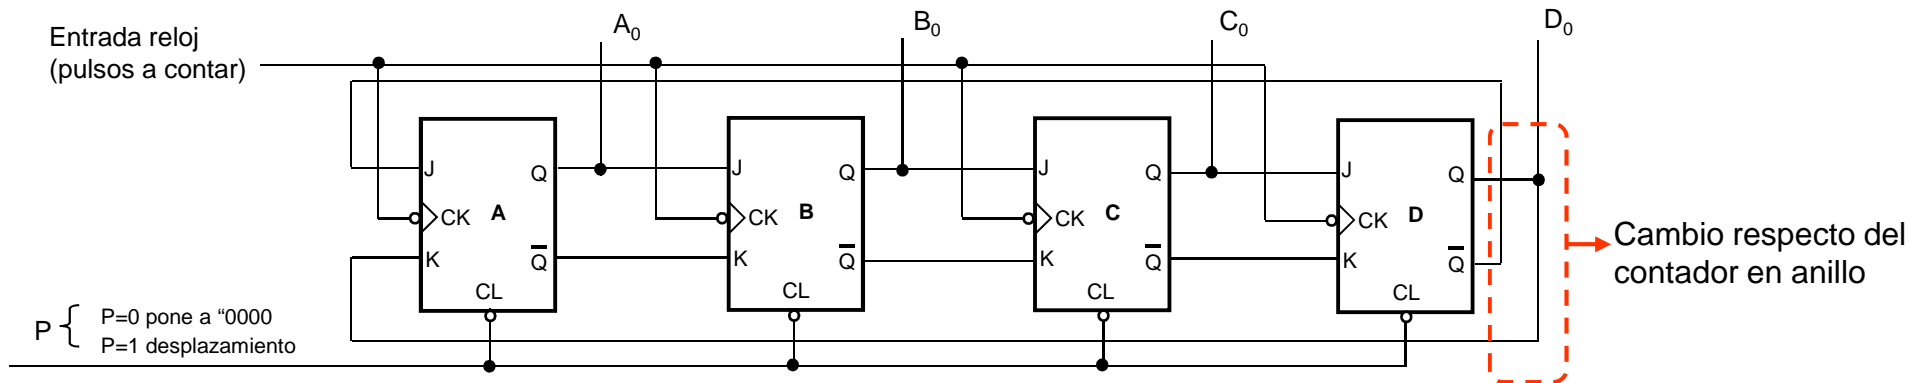 A₀
B₀
C₀
D₀
Entrada reloj
(pulsos a contar)
J
Q
CK
A
K
Q̅
CL
J
Q
CK
B
K
Q̅
CL
J
Q
CK
C
K
Q̅
CL
J
Q
CK
D
K
Q̅
CL
Cambio respecto del
contador en anillo
P {
P=0 pone a “0000
P=1 desplazamiento